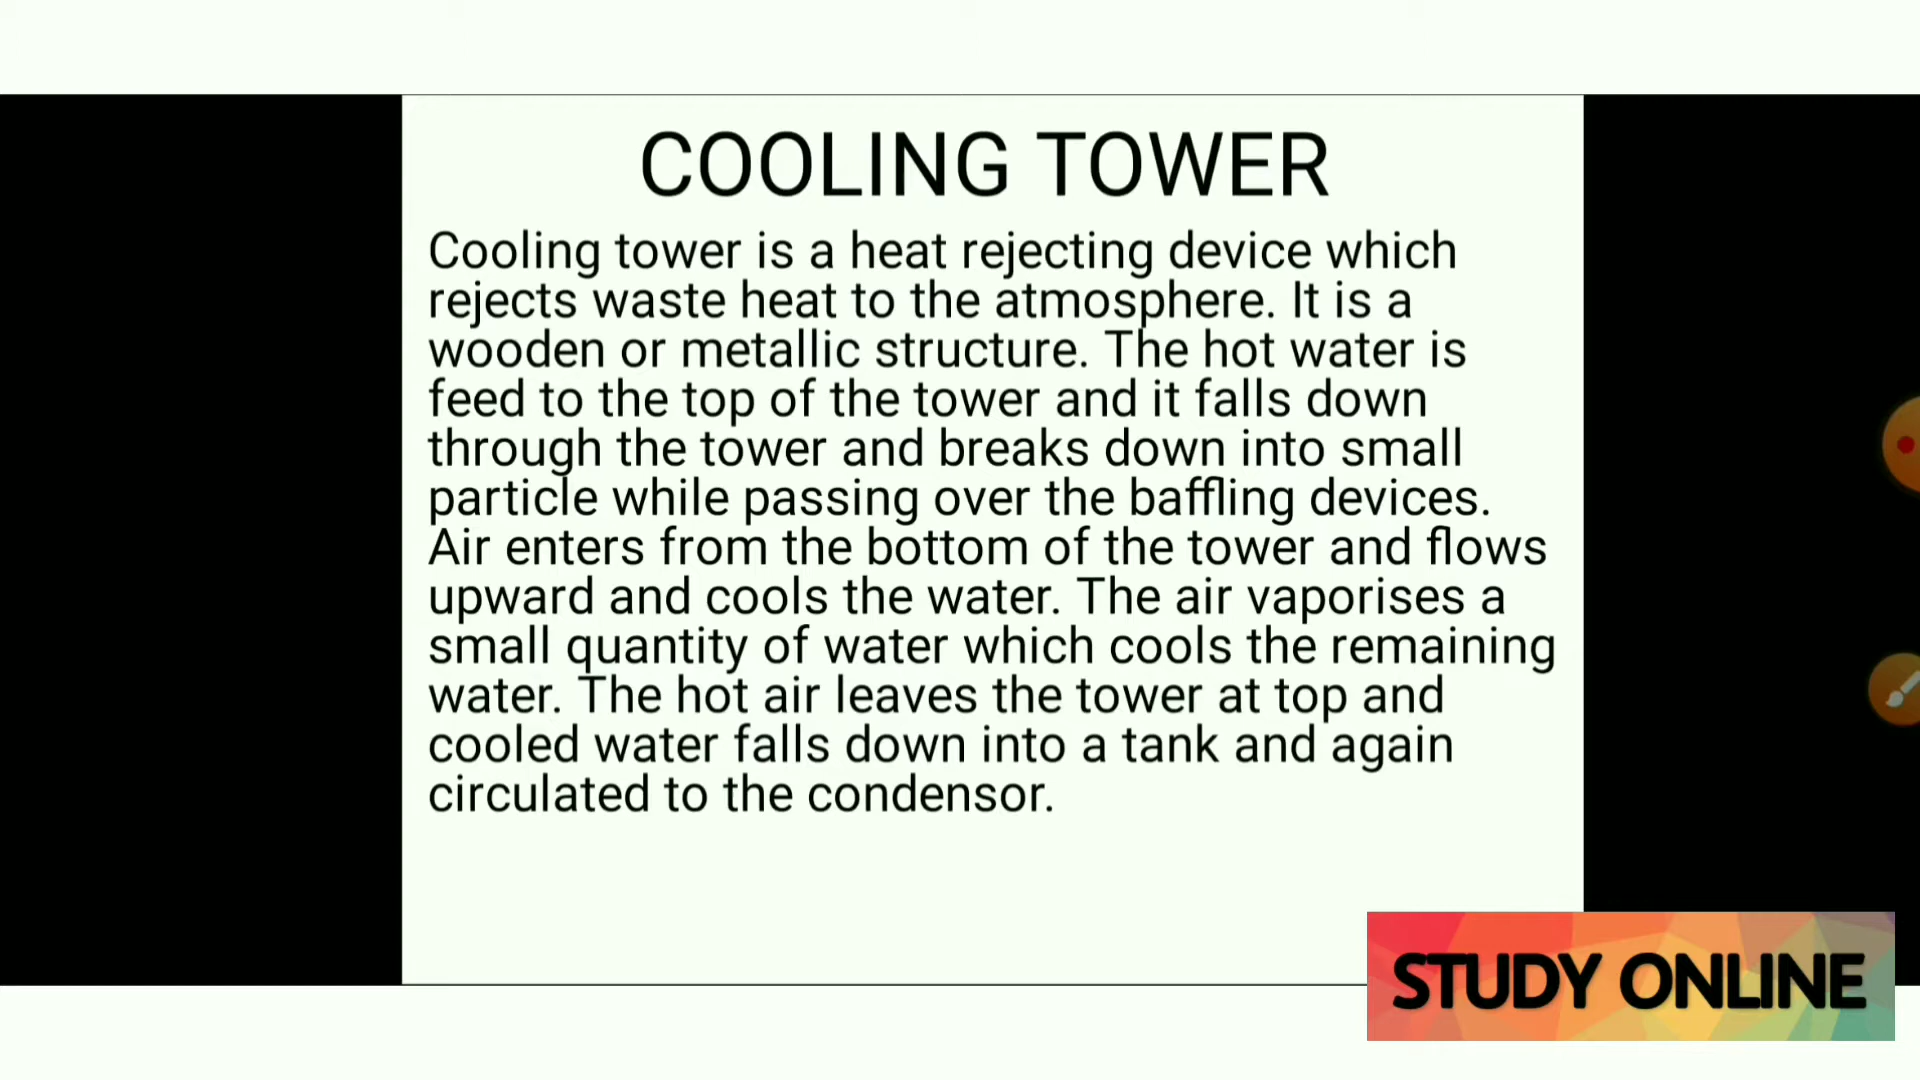 COOLING TOWER
Cooling tower is a heat rejecting device which
rejects waste heat to the atmosphere. It is a
wooden or metallic structure. The hot water is
feed to the top of the tower and it falls down
through the tower and breaks down into small
particle while passing over the baffling devices.
Air enters from the bottom of the tower and flows
upward and cools the water. The air vaporises a
small quantity of water which cools the remaining
water. The hot air leaves the tower at top and
cooled water falls down into a tank and again
circulated to the condensor.
STUDY ONLINE